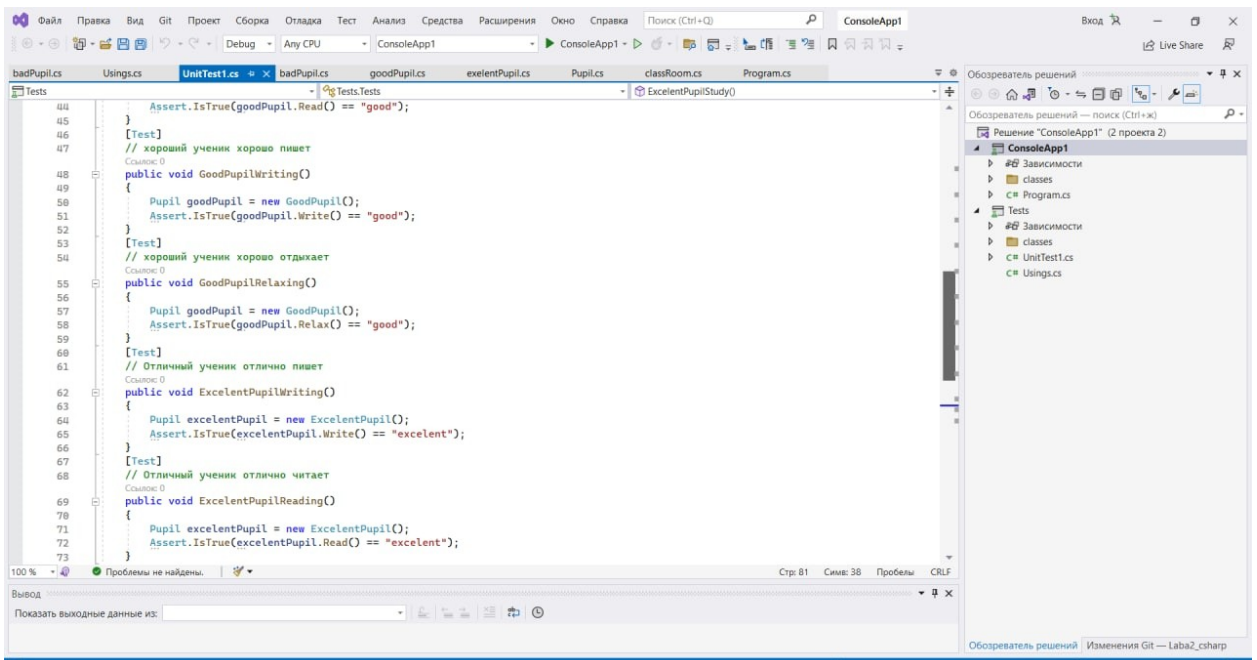 Файл Правка Вид Git Проект Сборка Отладка Тест Анализ Средства Расширения Окно Справка Поиск (Ctrl+Q) ConsoleApp1 Вход
Debug Any CPU ConsoleApp1 ConsoleApp1 Live Share
badPupil.cs Usings.cs UnitTest1.cs badPupil.cs goodPupil.cs exelentPupil.cs Pupil.cs classRoom.cs Program.cs
Tests Tests.Tests ExcelentPupilStudy()
44 Assert.IsTrue(goodPupil.Read() == "good");
45 }
46 [Test]
47 // хороший ученик хорошо пишет
Ссылок: 0
48 public void GoodPupilWriting()
49 {
50 Pupil goodPupil = new GoodPupil();
51 Assert.IsTrue(goodPupil.Write() == "good");
52 }
53 [Test]
54 // хороший ученик хорошо отдыхает
Ссылок: 0
55 public void GoodPupilRelaxing()
56 {
57 Pupil goodPupil = new GoodPupil();
58 Assert.IsTrue(goodPupil.Relax() == "good");
59 }
60 [Test]
61 // Отличный ученик отлично пишет
Ссылок: 0
62 public void ExcelentPupilWriting()
63 {
64 Pupil excelentPupil = new ExcelentPupil();
65 Assert.IsTrue(excelentPupil.Write() == "excelent");
66 }
67 [Test]
68 // Отличный ученик отлично читает
Ссылок: 0
69 public void ExcelentPupilReading()
70 {
71 Pupil excelentPupil = new ExcelentPupil();
72 Assert.IsTrue(excelentPupil.Read() == "excelent");
73 }
100 % Проблемы не найдены. Стр: 81 Симв: 38 Пробелы CRLF
Вывод
Показать выходные данные из:
Обозреватель решений
Обозреватель решений — поиск (Ctrl+ж)
Решение "ConsoleApp1" (2 проекта 2)
ConsoleApp1
Зависимости
classes
C# Program.cs
Tests
Зависимости
classes
C# UnitTest1.cs
C# Usings.cs
Обозреватель решений Изменения Git — Laba2_csharp